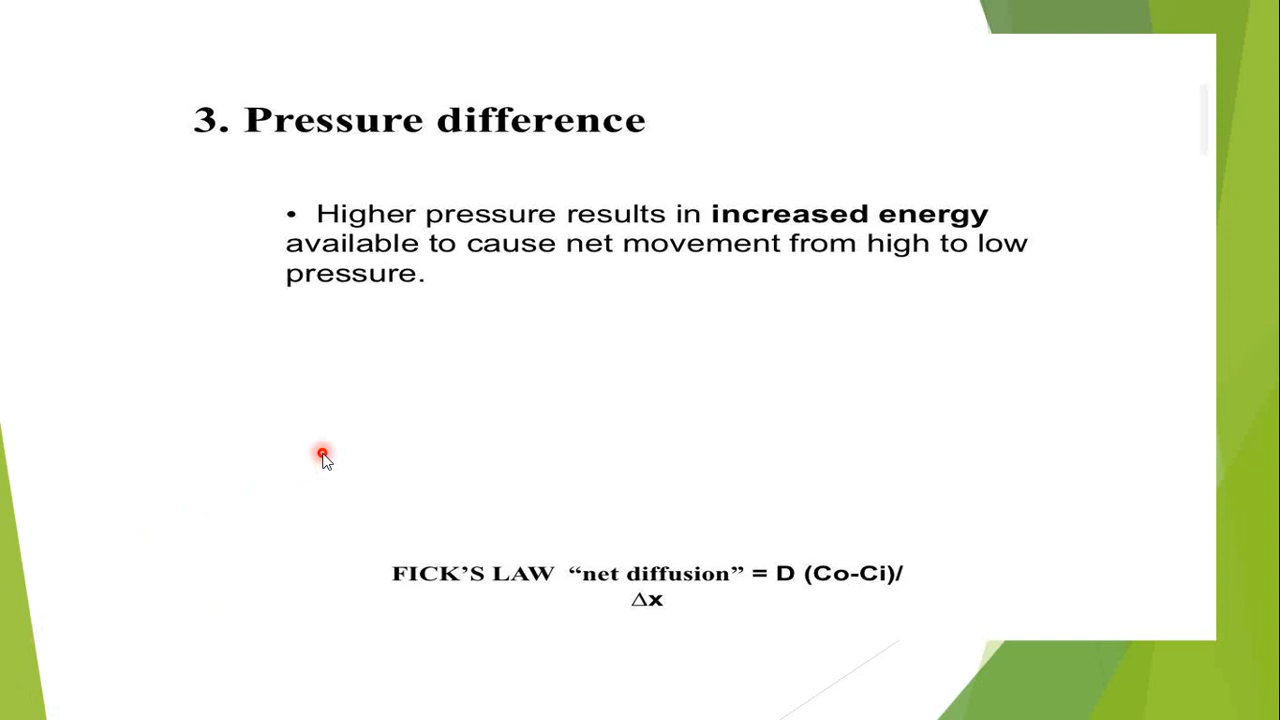 3. Pressure difference
• Higher pressure results in increased energy
available to cause net movement from high to low
pressure.
FICK’S LAW “net diffusion” = D (Co-Ci)/
∆x